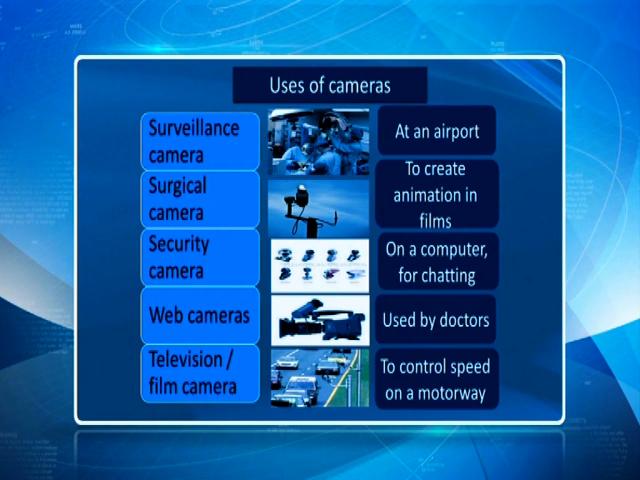 Uses of cameras
Surveillance
camera
At an airport
Surgical
camera
To create
animation in
films
Security
camera
On a computer,
for chatting
Web cameras
Used by doctors
Television /
film camera
To control speed
on a motorway